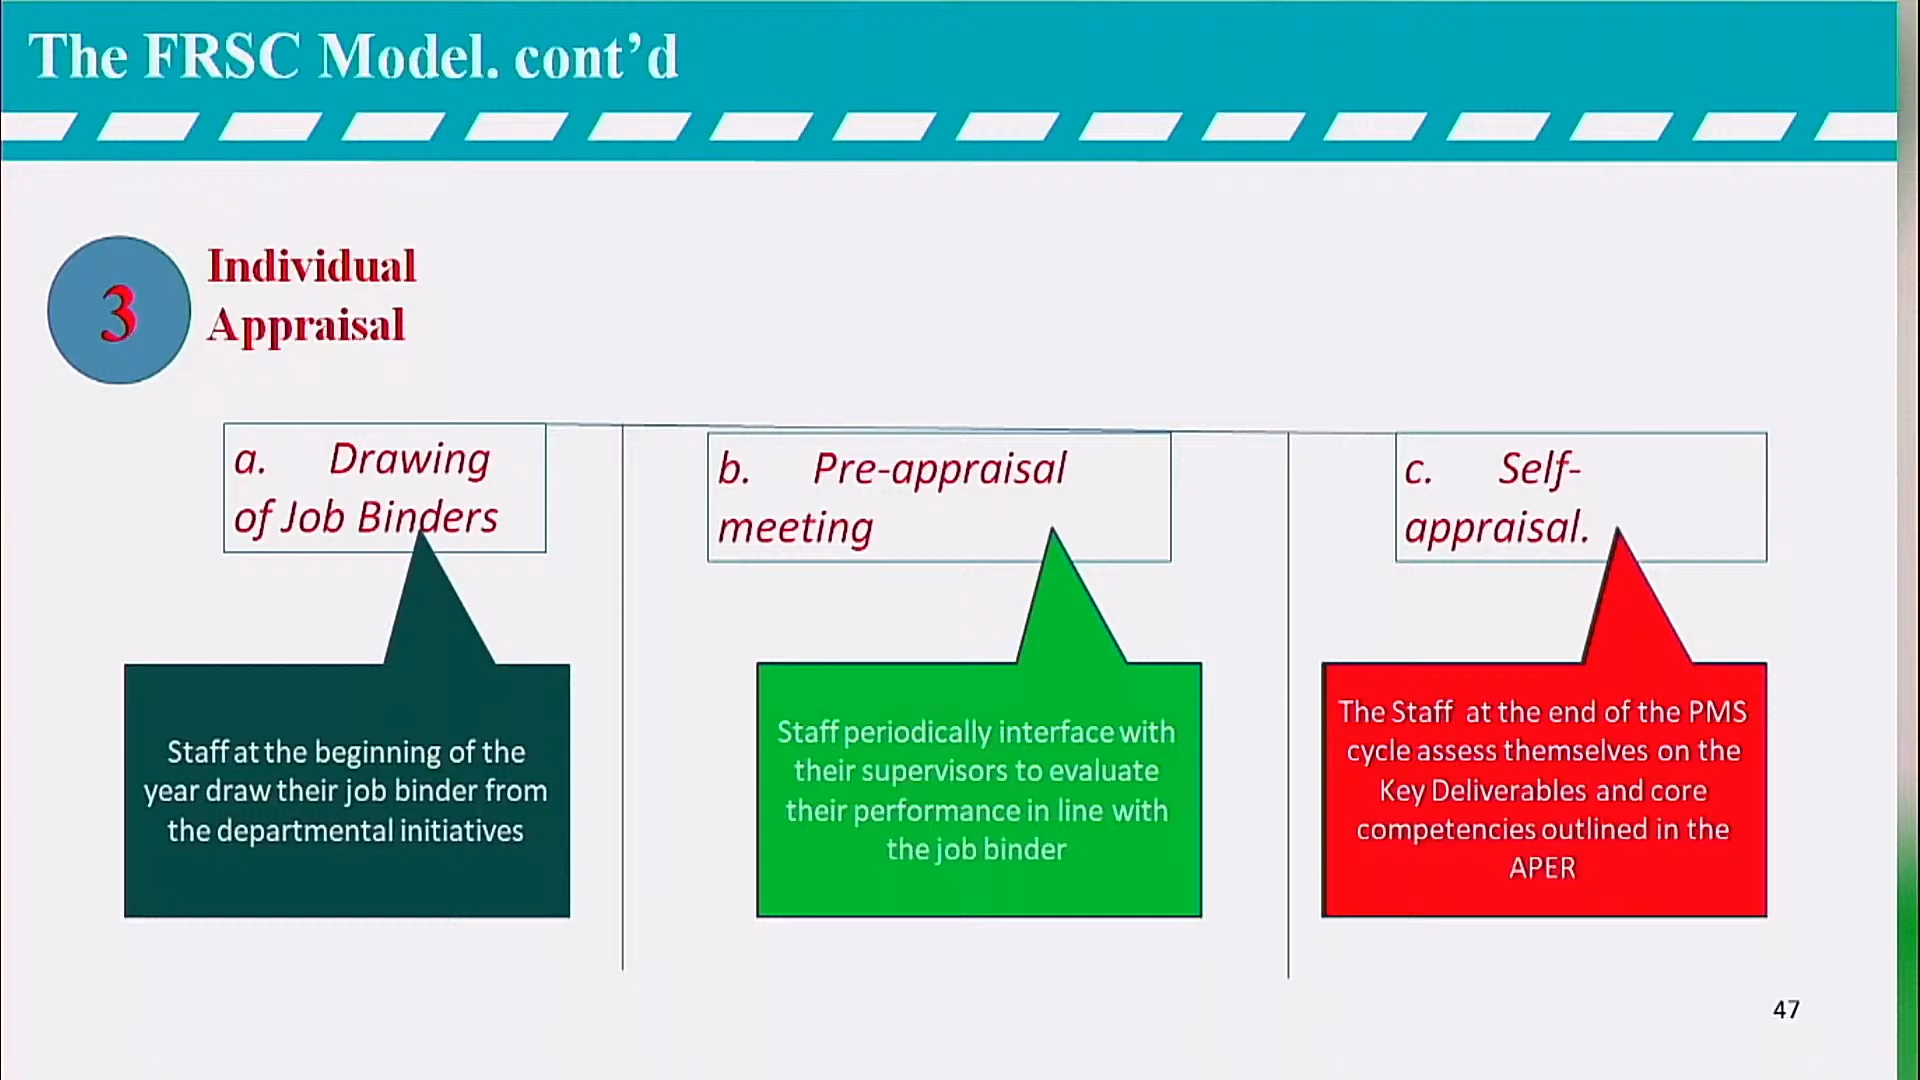 The FRSC Model. cont’d
3
Individual
Appraisal
a. Drawing
of Job Binders
b. Pre-appraisal
meeting
c. Self-
appraisal.
Staff at the beginning of the
year draw their job binder from
the departmental initiatives
Staff periodically interface with
their supervisors to evaluate
their performance in line with
the job binder
The Staff at the end of the PMS
cycle assess themselves on the
Key Deliverables and core
competencies outlined in the
APER
47